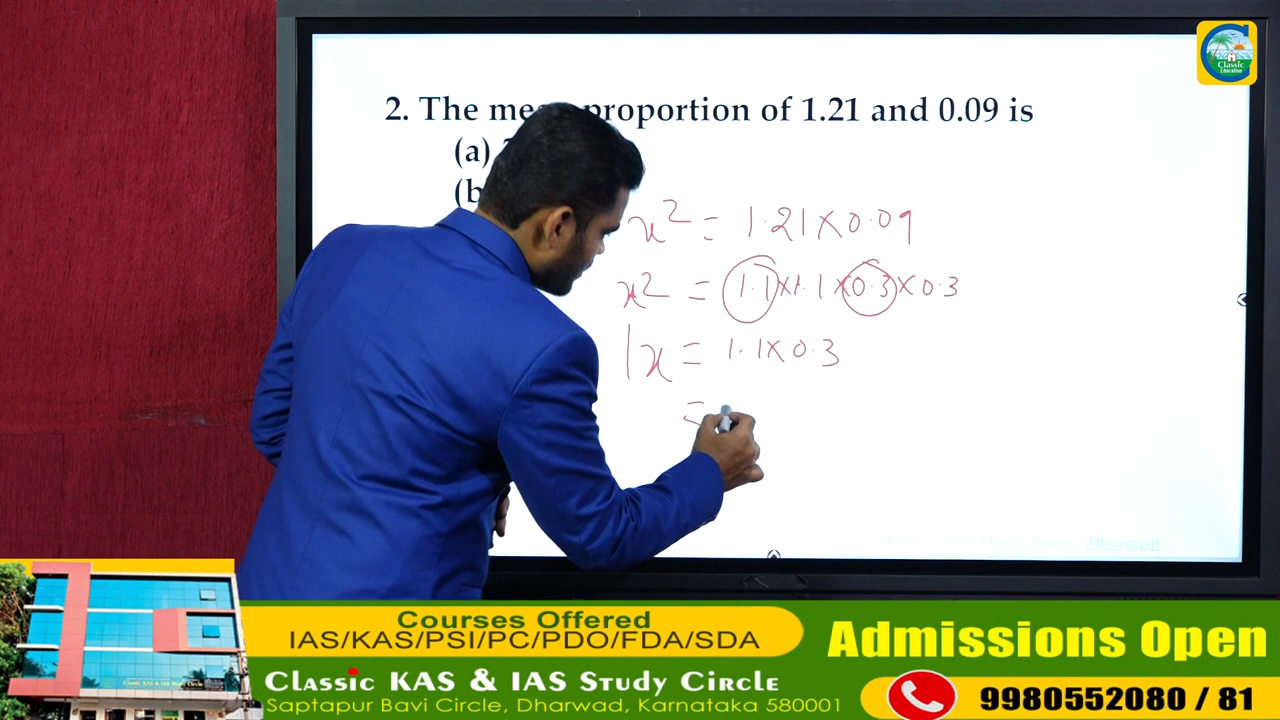 Classic
Education
2. The me proportion of 1.21 and 0.09 is
(a)
(b
x² = 1.21×0.09
x² = 1.1×1.1×0.3×0.3
x = 1.1×0.3
=
Courses Offered
IAS/KAS/PSI/PC/PDO/FDA/SDA
Classic KAS & IAS Study Circle
Saptapur Bavi Circle, Dharwad, Karnataka 580001
Admissions Open
9980552080 / 81